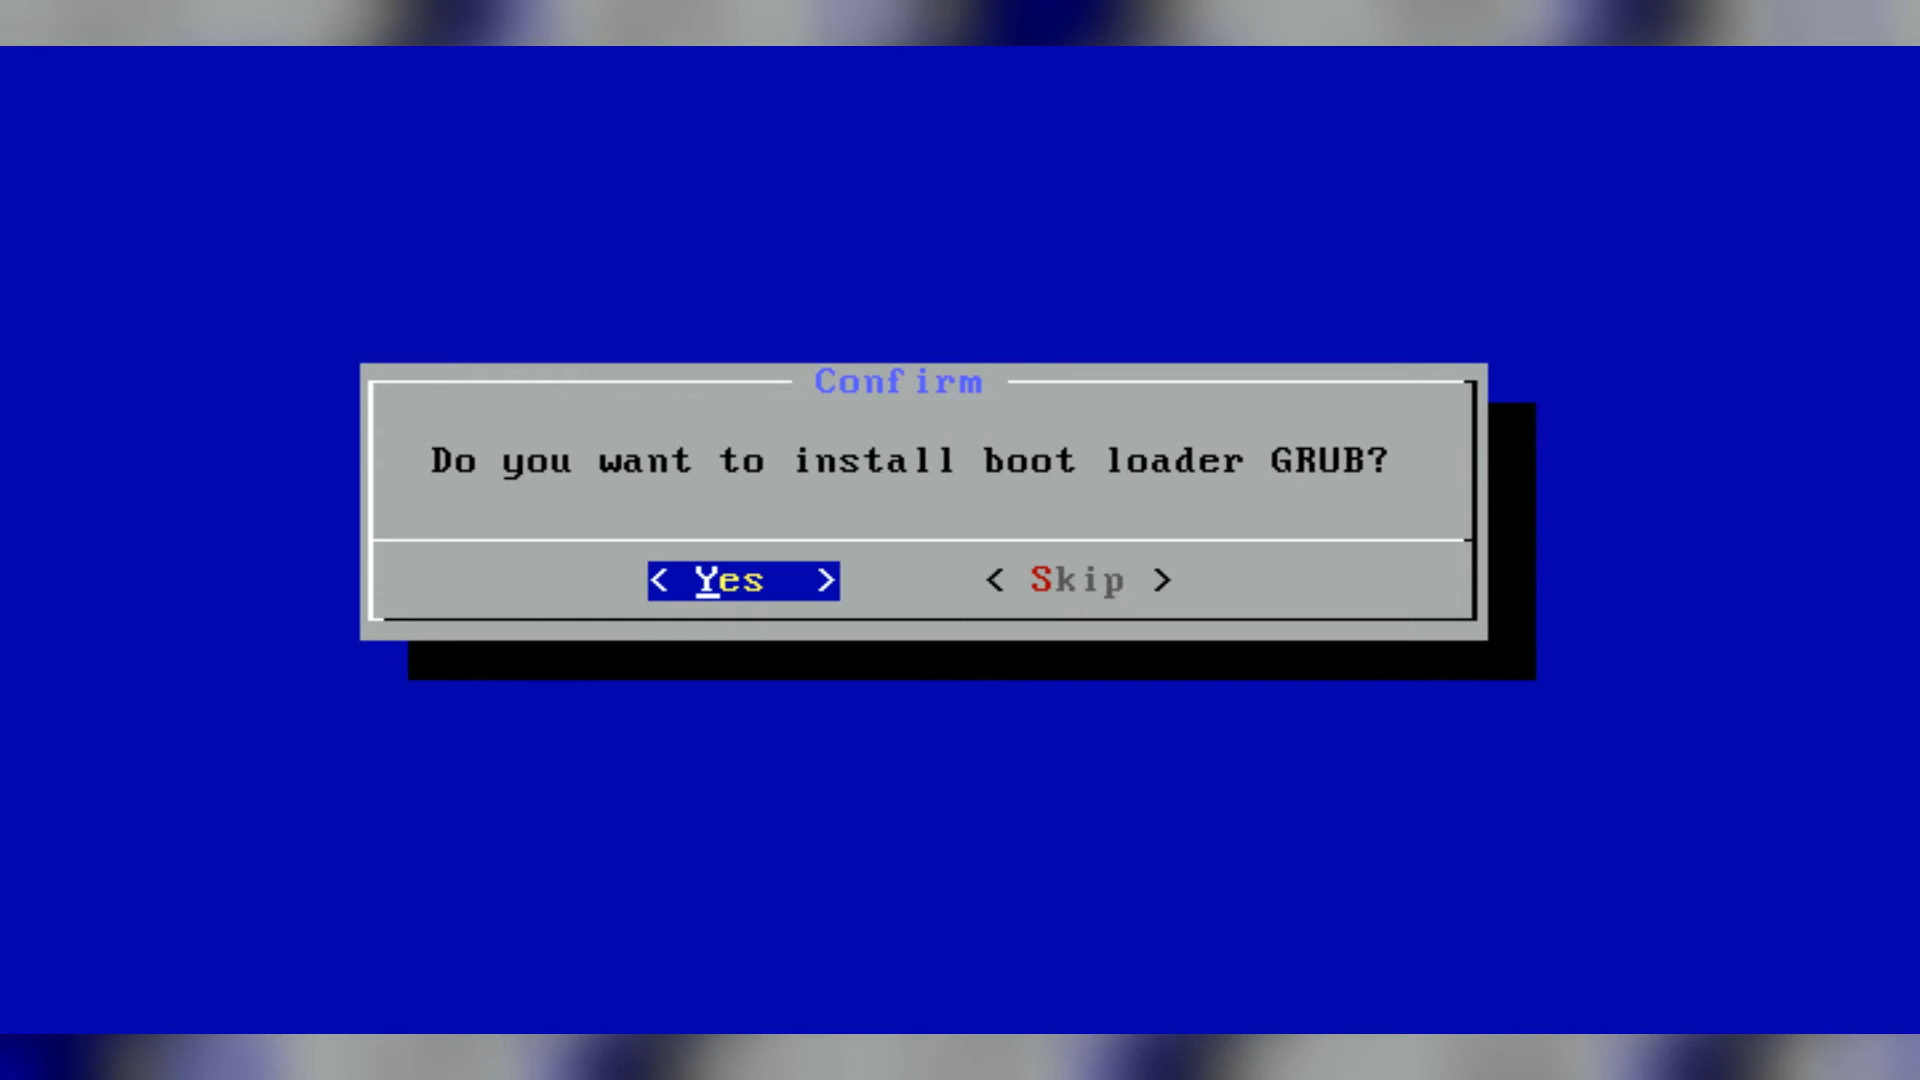 Confirm
Do you want to install boot loader GRUB?
< Yes > < Skip >